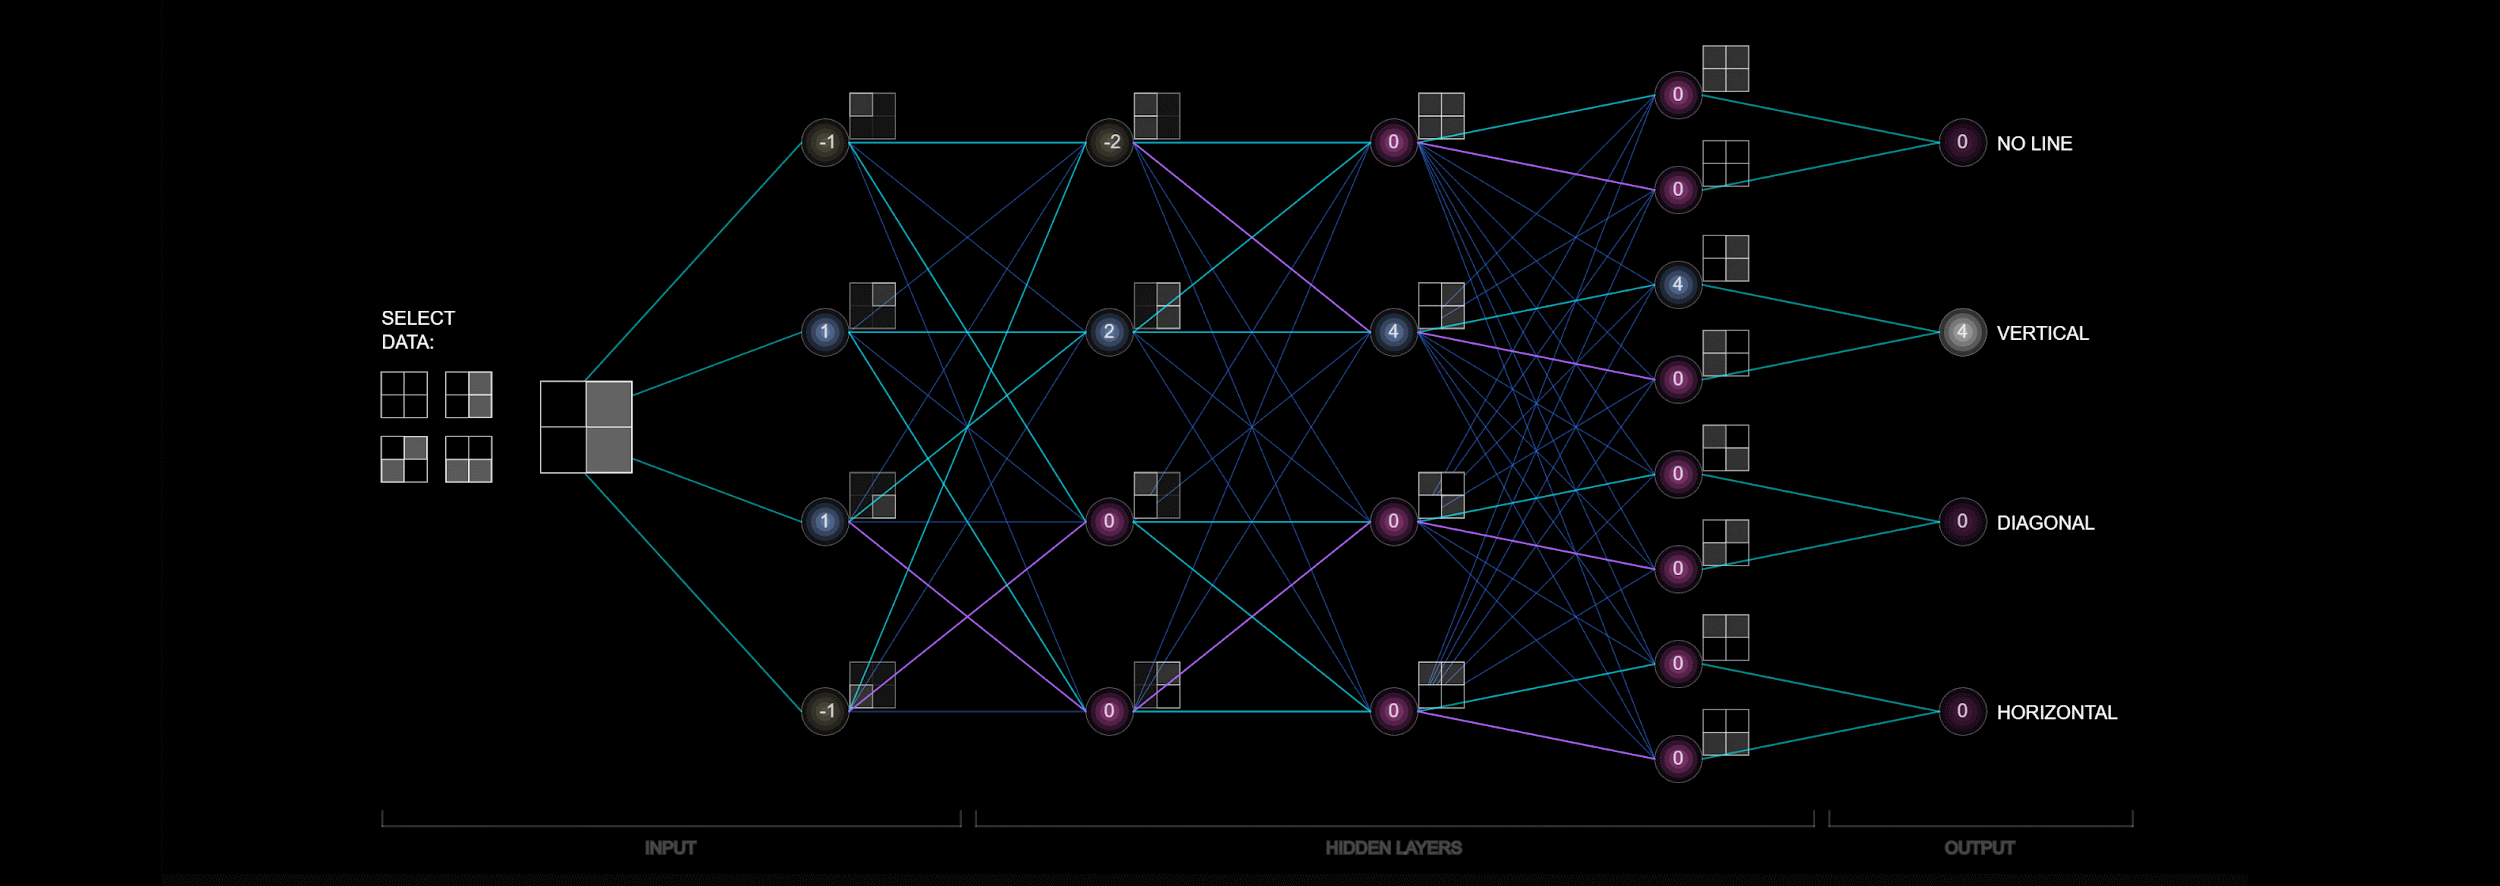 SELECT
DATA:
-1
1
1
-1
-2
2
0
0
0
4
0
0
0
0
4
0
0
0
0
0
0 NO LINE
4 VERTICAL
0 DIAGONAL
0 HORIZONTAL
INPUT
HIDDEN LAYERS
OUTPUT